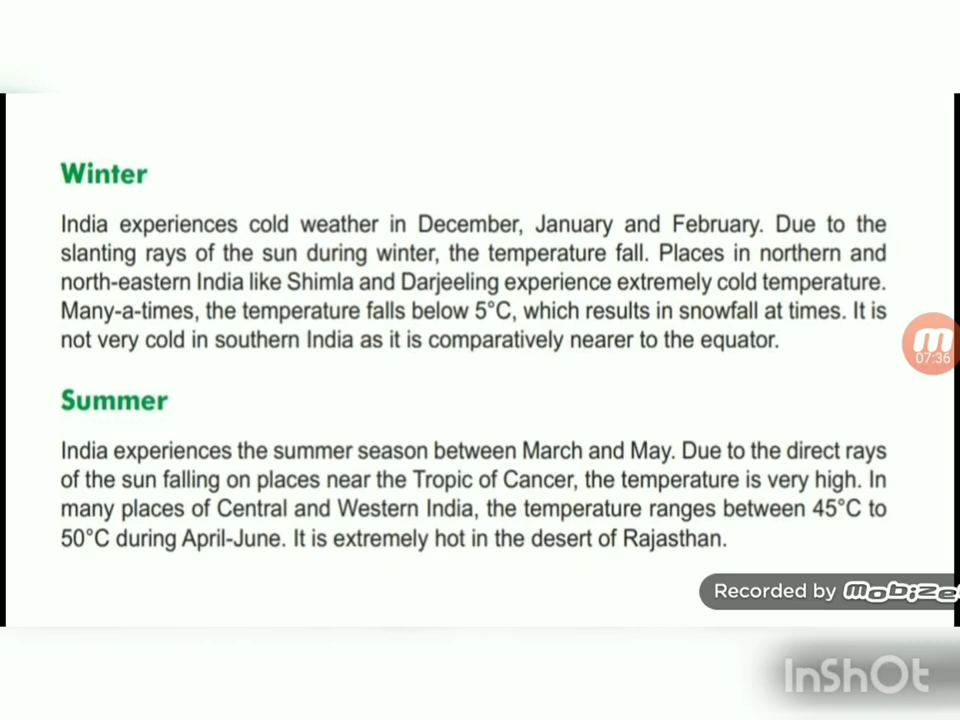 Winter
India experiences cold weather in December, January and February. Due to the
slanting rays of the sun during winter, the temperature fall. Places in northern and
north-eastern India like Shimla and Darjeeling experience extremely cold temperature.
Many-a-times, the temperature falls below 5°C, which results in snowfall at times. It is
not very cold in southern India as it is comparatively nearer to the equator.
07:36
Summer
India experiences the summer season between March and May. Due to the direct rays
of the sun falling on places near the Tropic of Cancer, the temperature is very high. In
many places of Central and Western India, the temperature ranges between 45°C to
50°C during April-June. It is extremely hot in the desert of Rajasthan.
Recorded by mobize
InShOt